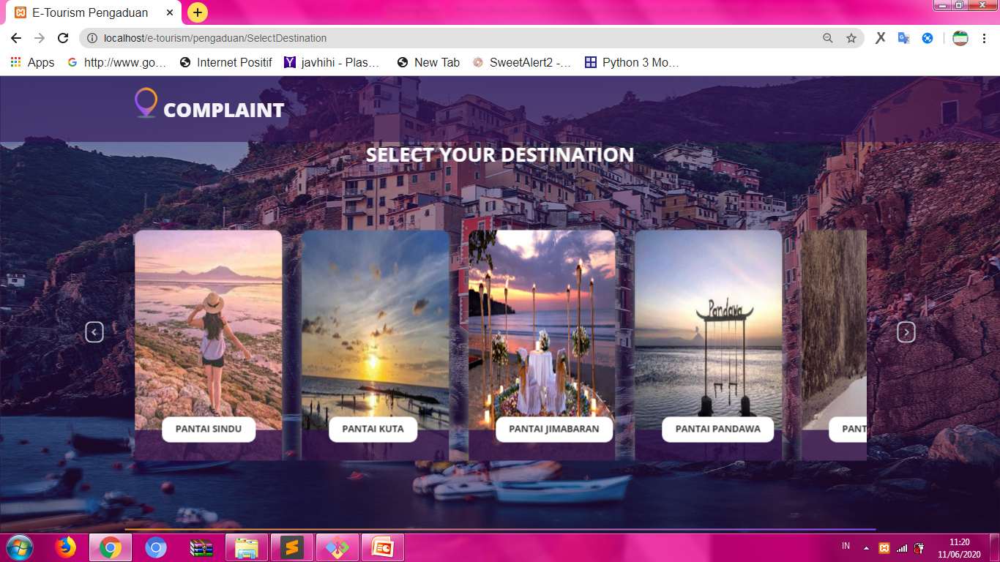 E-Tourism Pengaduan
localhost/e-tourism/pengaduan/SelectDestination
Apps
http://www.go...
Internet Positif
javhihi - Plas...
New Tab
SweetAlert2 -...
Python 3 Mo...
COMPLAINT
SELECT YOUR DESTINATION
Pandawa
PANTAI SINDU
PANTAI KUTA
PANTAI JIMBARAN
PANTAI PANDAWA
PANT
IN
11:20
11/06/2020